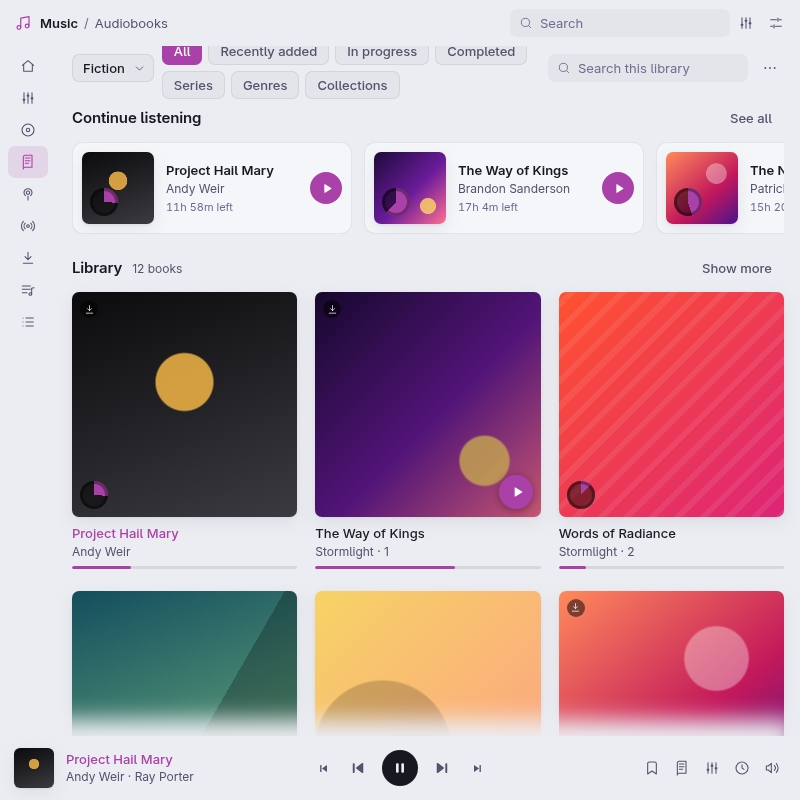 Music / Audiobooks
Search
Fiction
All
Recently added
In progress
Completed
Series
Genres
Collections
Search this library
Continue listening
See all
Project Hail Mary
Andy Weir
11h 58m left
The Way of Kings
Brandon Sanderson
17h 4m left
Library 12 books
Show more
Project Hail Mary
Andy Weir
The Way of Kings
Stormlight · 1
Words of Radiance
Stormlight · 2
Project Hail Mary
Andy Weir · Ray Porter